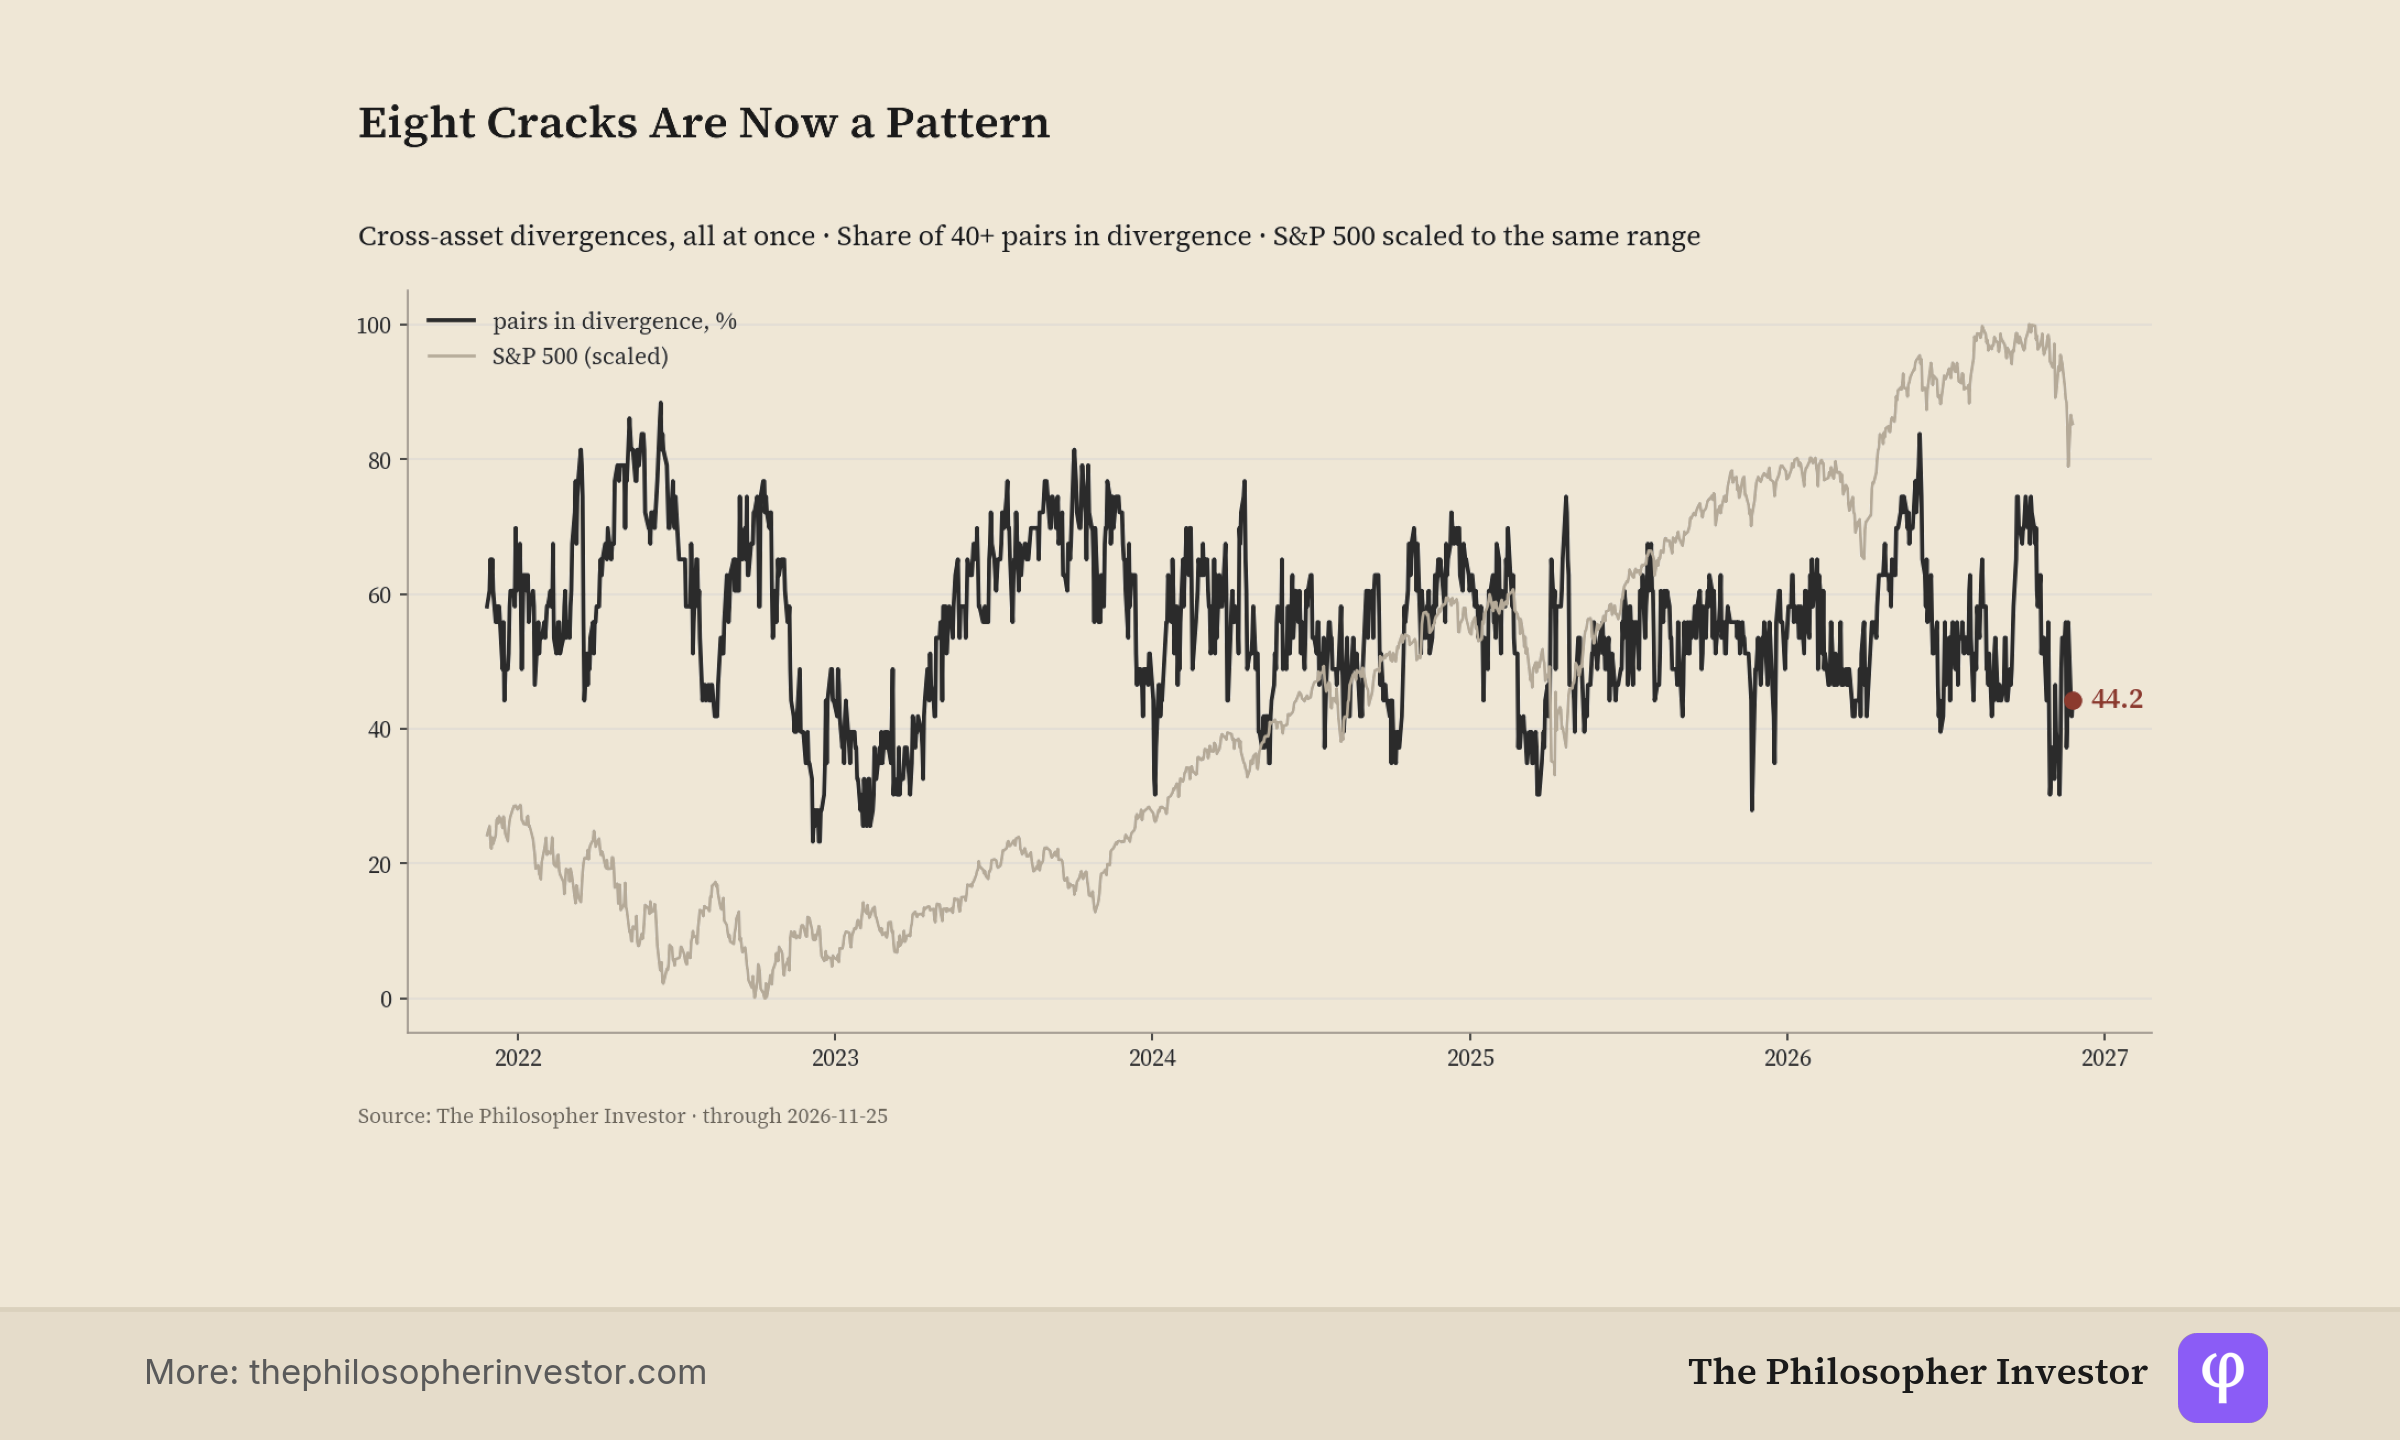 Eight Cracks Are Now a Pattern
Cross-asset divergences, all at once · Share of 40+ pairs in divergence · S&P 500 scaled to the same range
pairs in divergence, %
S&P 500 (scaled)
100
80
60
40
20
0
44.2
2022
2023
2024
2025
2026
2027
Source: The Philosopher Investor · through 2026-11-25
More: thephilosopherinvestor.com
The Philosopher Investor
φ